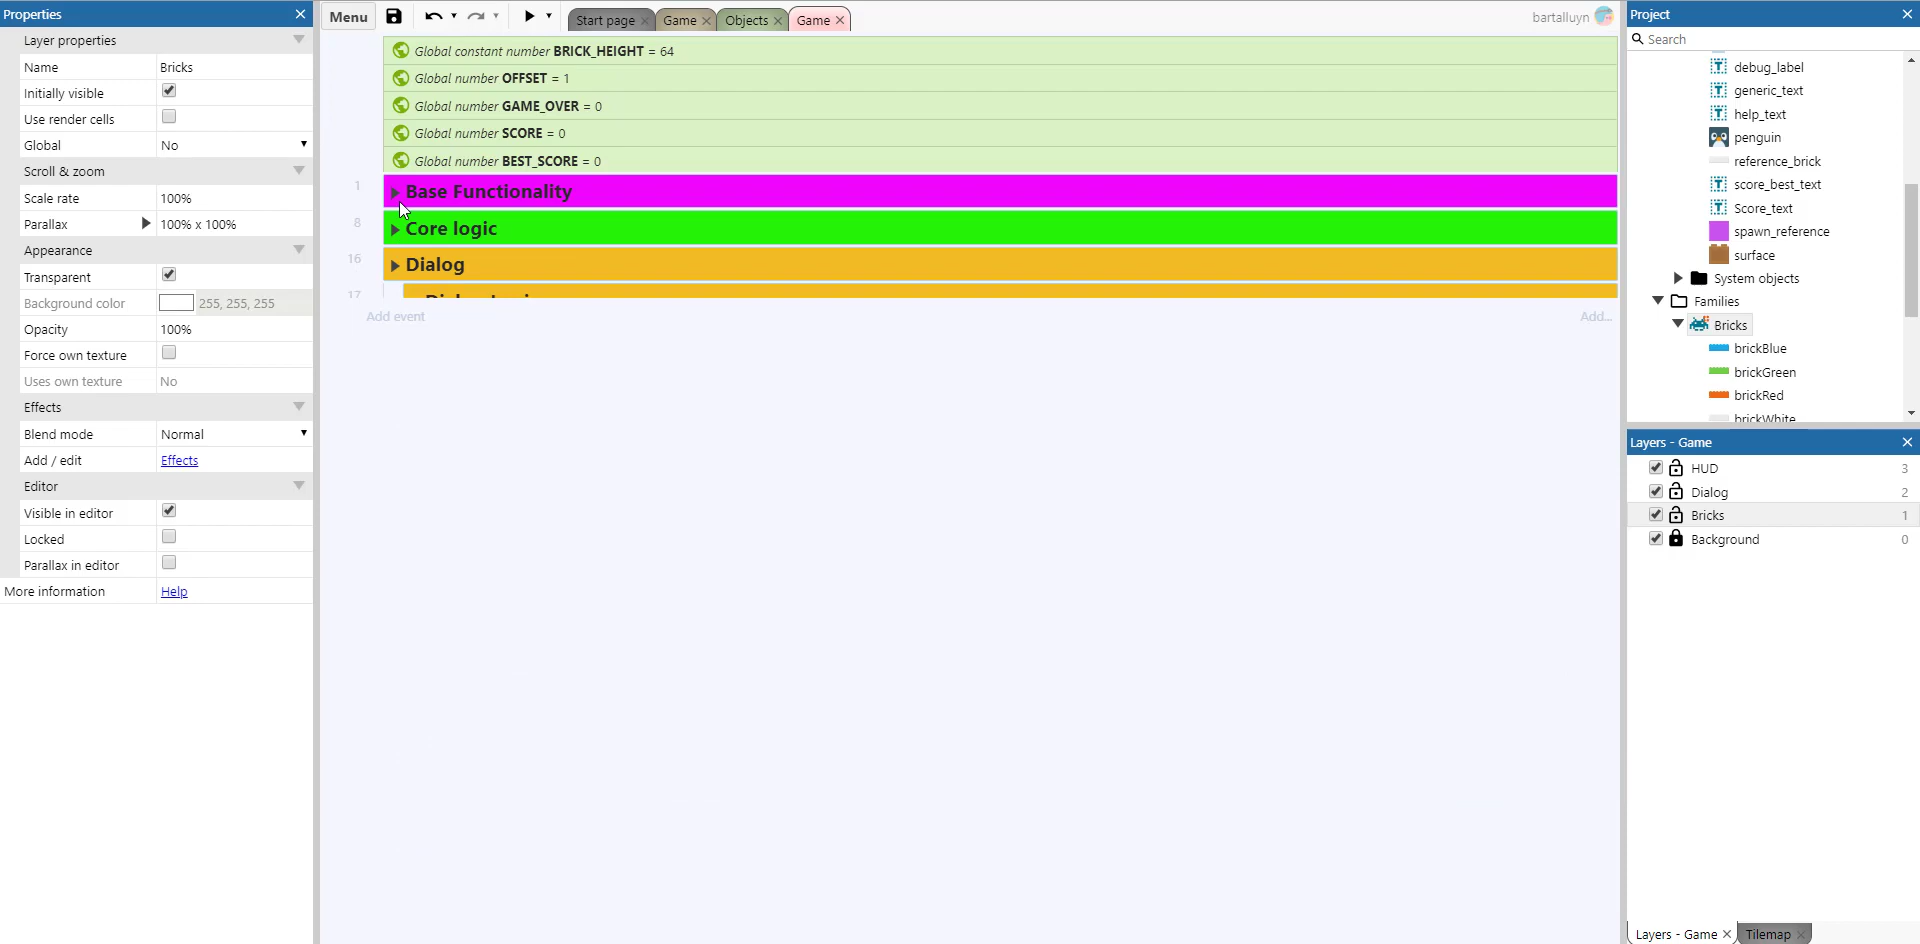 Properties
Layer properties
Name Bricks
Initially visible
Use render cells
Global No
Scroll & zoom
Scale rate 100%
Parallax 100% x 100%
Appearance
Transparent
Background color 255, 255, 255
Opacity 100%
Force own texture
Uses own texture No
Effects
Blend mode Normal
Add / edit Effects
Editor
Visible in editor
Locked
Parallax in editor
More information Help
Menu
Start page
Game
Objects
Game
bartalluyn
Global constant number BRICK_HEIGHT = 64
Global number OFFSET = 1
Global number GAME_OVER = 0
Global number SCORE = 0
Global number BEST_SCORE = 0
1 Base Functionality
8 Core logic
16 Dialog
17
Add event Add...
Project
Search
debug_label
generic_text
help_text
penguin
reference_brick
score_best_text
Score_text
spawn_reference
surface
System objects
Families
Bricks
brickBlue
brickGreen
brickRed
brickWhite
Layers - Game
HUD 3
Dialog 2
Bricks 1
Background 0
Layers - Game Tilemap